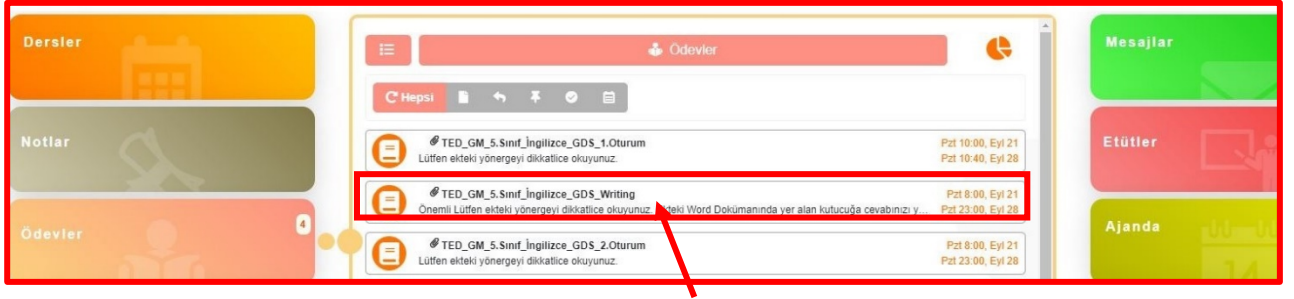 Dersler
Notlar
Ödevler
4
Ödevler
Hepsi
TED_GM_5.Sınıf_İngilizce_GDS_1.Oturum
Pzt 10:00, Eyl 21
Lütfen ekteki yönergeyi dikkatlice okuyunuz.
Pzt 10:40, Eyl 28
TED_GM_5.Sınıf_İngilizce_GDS_Writing
Pzt 8:00, Eyl 21
Önemli Lütfen ekteki yönergeyi dikkatlice okuyunuz. Ekteki Word Dokümanında yer alan kutucuğa cevabınızı y...
Pzt 23:00, Eyl 28
TED_GM_5.Sınıf_İngilizce_GDS_2.Oturum
Pzt 8:00, Eyl 21
Lütfen ekteki yönergeyi dikkatlice okuyunuz.
Pzt 23:00, Eyl 28
Mesajlar
Etütler
Ajanda
14